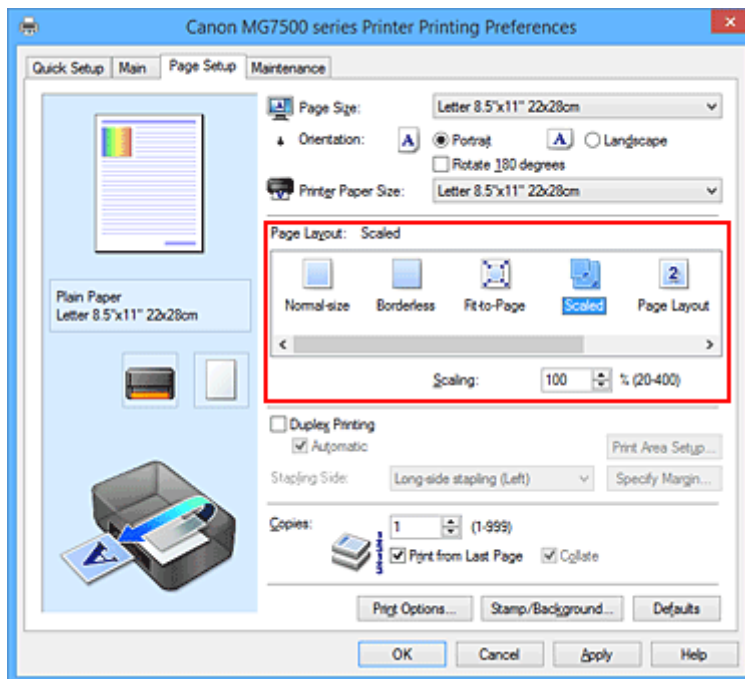 Canon MG7500 series Printer Printing Preferences
Quick Setup Main Page Setup Maintenance
Page Size: Letter 8.5"x11" 22x28cm
Orientation: A Portrait A Landscape
Rotate 180 degrees
Printer Paper Size: Letter 8.5"x11" 22x28cm
Page Layout: Scaled
Normal-size Borderless Fit-to-Page Scaled Page Layout
Scaling: 100 % (20-400)
Plain Paper
Letter 8.5"x11" 22x28cm
Duplex Printing
Automatic Print Area Setup...
Stapling Side: Long-side stapling (Left) Specify Margin...
Copies: 1 (1-999)
Print from Last Page Collate
Print Options... Stamp/Background... Defaults
OK Cancel Apply Help